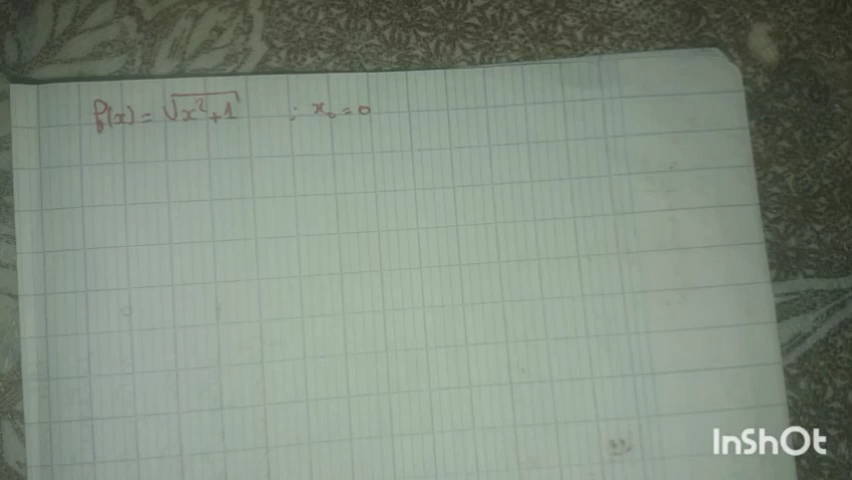 f(x) = √x²+1 ; x₀ = 0
InShOt